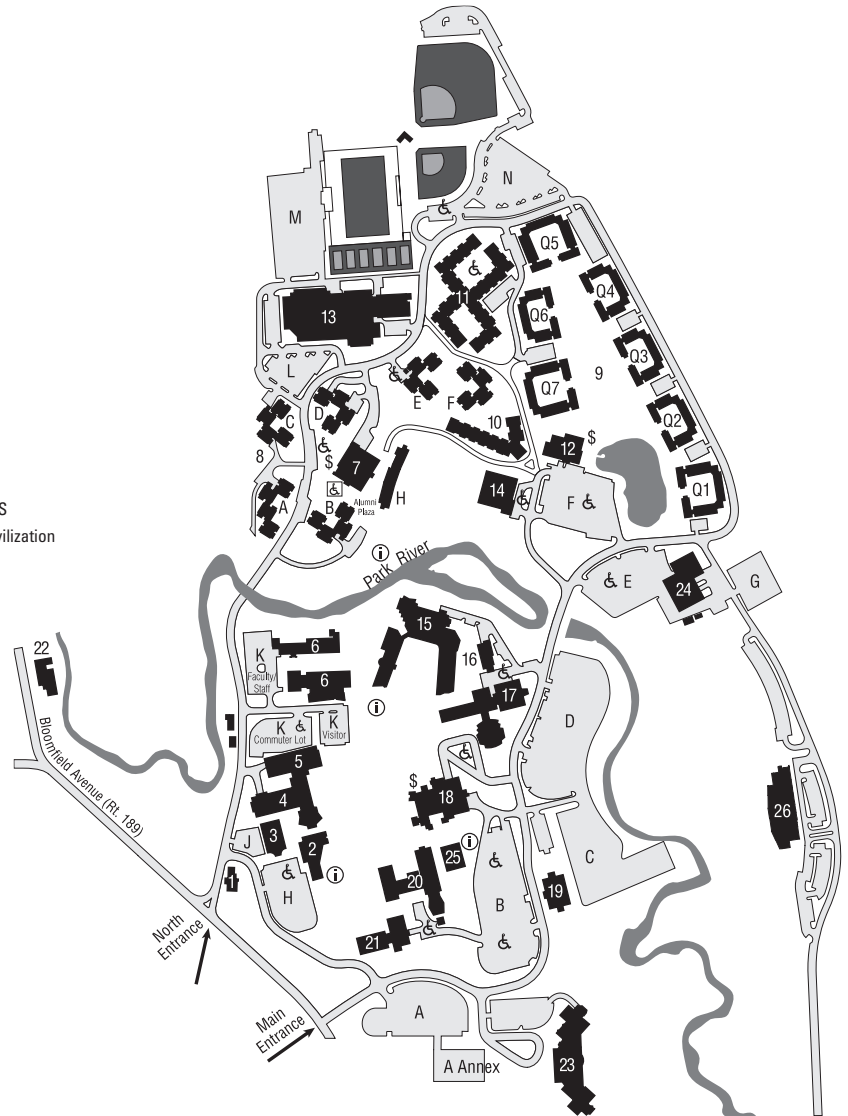 N
Q5
M
Q4
11
Q6
13
Q3
9
L
Q7
E
F
D
C
10
Q2
$
12
8
$
7
14
Q1
A
B
Alumni
Plaza
H
F
S
vilization
i
Park River
E
24
G
15
22
6
16
K
Faculty/
Staff
6
17
i
K
Commuter Lot
K
Visitor
D
Bloomfield Avenue (Rt. 189)
5
$
18
4
26
J
3
2
i
25
C
1
H
20
B
19
i
21
North
Entrance
A
Main
Entrance
A Annex
23